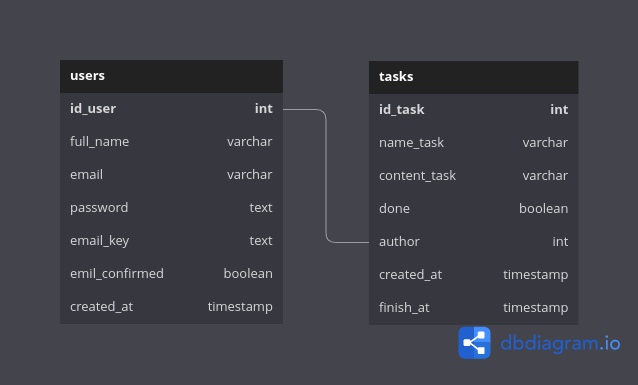 users
id_user int
full_name varchar
email varchar
password text
email_key text
emil_confirmed boolean
created_at timestamp
tasks
id_task int
name_task varchar
content_task varchar
done boolean
author int
created_at timestamp
finish_at timestamp
dbdiagram.io